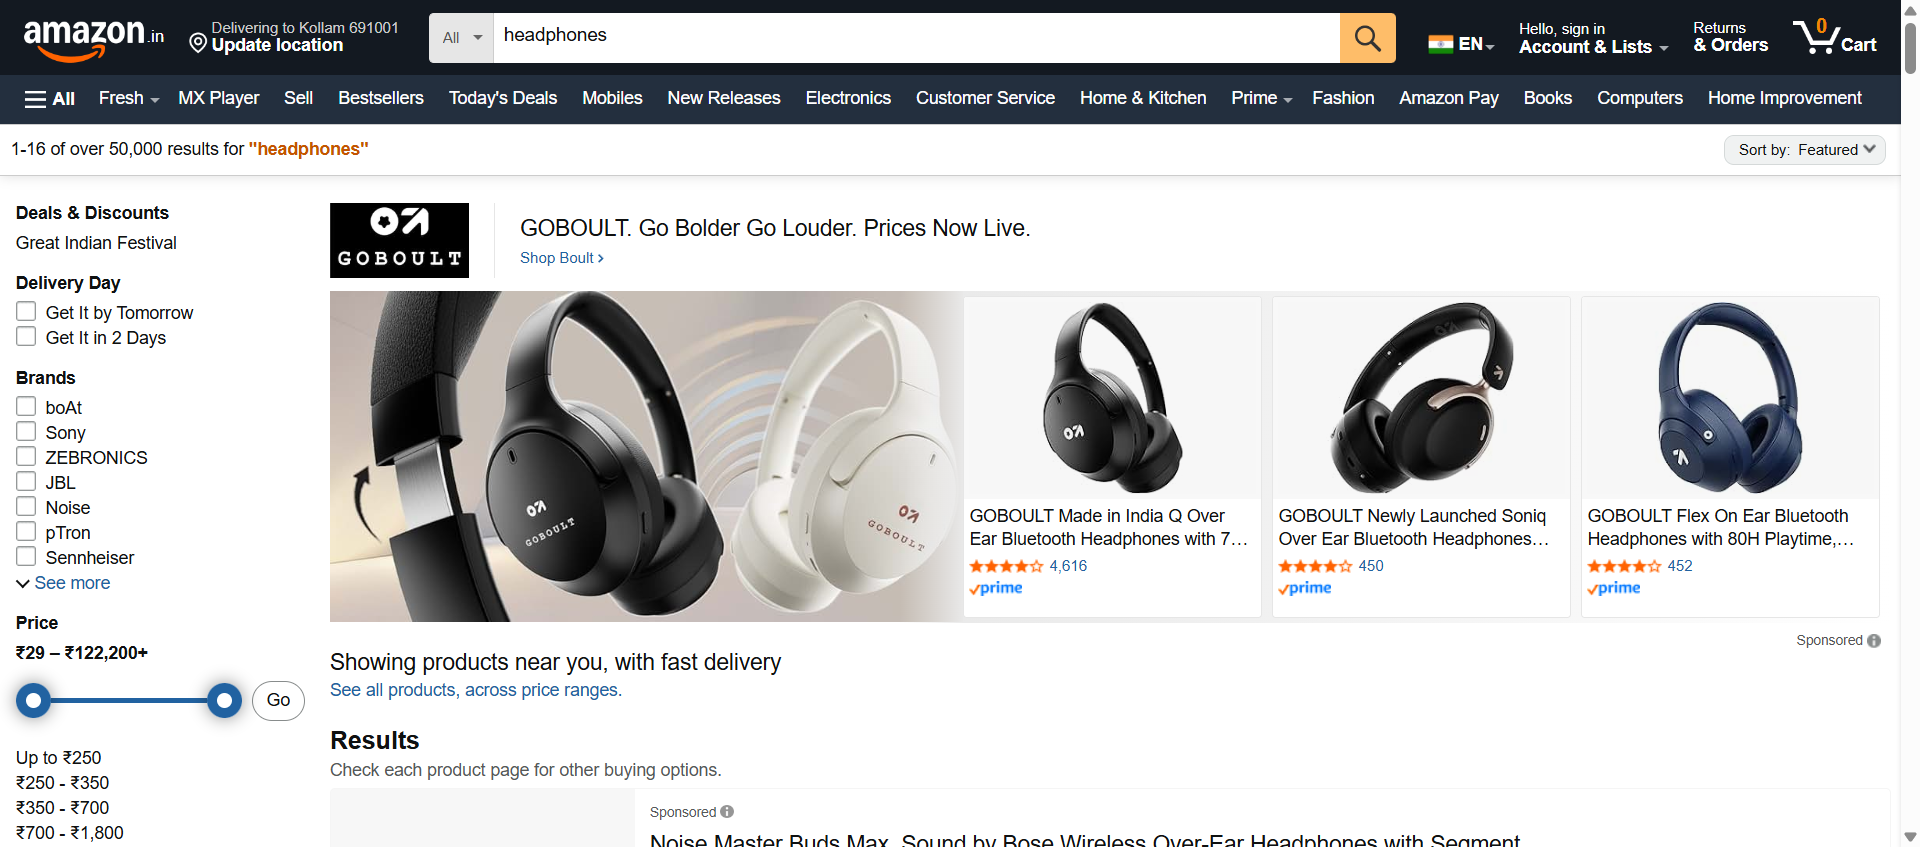 amazon.in
Delivering to Kollam 691001
Update location
All
headphones
EN
Hello, sign in
Account & Lists
Returns
& Orders
0
Cart
All
Fresh
MX Player
Sell
Bestsellers
Today's Deals
Mobiles
New Releases
Electronics
Customer Service
Home & Kitchen
Prime
Fashion
Amazon Pay
Books
Computers
Home Improvement
1-16 of over 50,000 results for "headphones"
Sort by: Featured
Deals & Discounts
Great Indian Festival
Delivery Day
Get It by Tomorrow
Get It in 2 Days
Brands
boAt
Sony
ZEBRONICS
JBL
Noise
pTron
Sennheiser
See more
Price
₹29 – ₹122,200+
Go
Up to ₹250
₹250 - ₹350
₹350 - ₹700
₹700 - ₹1,800
GOBOULT
GOBOULT. Go Bolder Go Louder. Prices Now Live.
Shop Boult ›
GOBOULT
GOBOULT
GOBOULT Made in India Q Over
Ear Bluetooth Headphones with 7…
4,616
prime
GOBOULT Newly Launched Soniq
Over Ear Bluetooth Headphones…
450
prime
GOBOULT Flex On Ear Bluetooth
Headphones with 80H Playtime,…
452
prime
Sponsored
Showing products near you, with fast delivery
See all products, across price ranges.
Results
Check each product page for other buying options.
Sponsored
Noise Master Buds Max, Sound by Bose Wireless Over-Ear Headphones with Segment